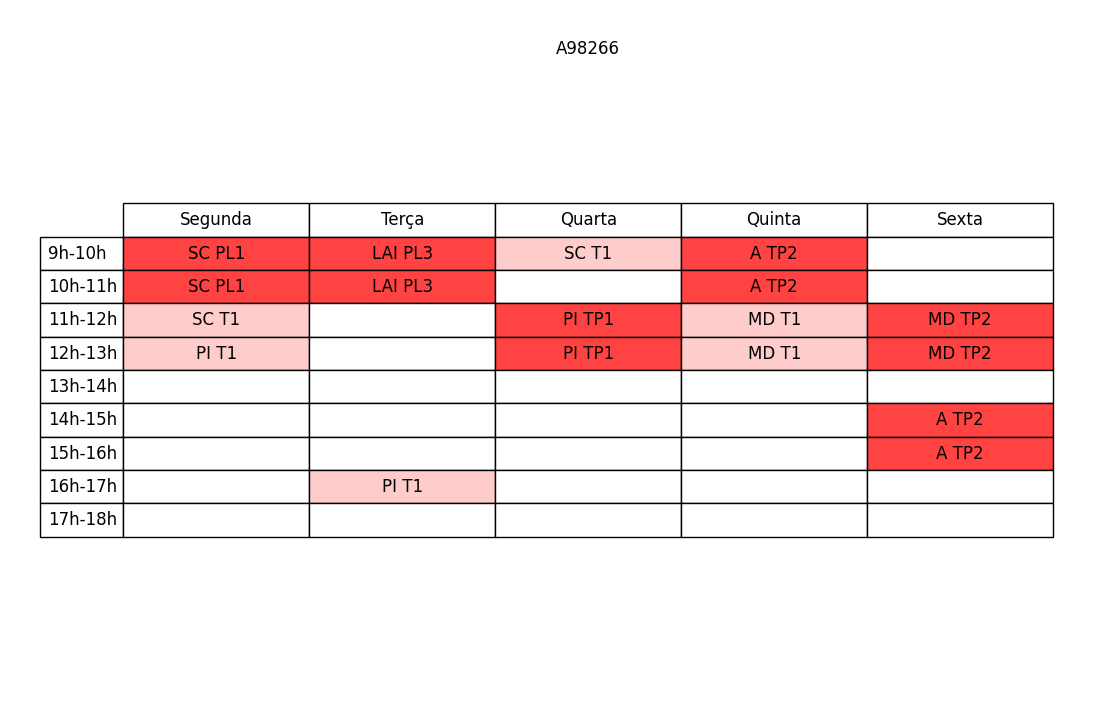 A98266
Segunda Terça Quarta Quinta Sexta
9h-10h SC PL1 LAI PL3 SC T1 A TP2
10h-11h SC PL1 LAI PL3 A TP2
11h-12h SC T1 PI TP1 MD T1 MD TP2
12h-13h PI T1 PI TP1 MD T1 MD TP2
13h-14h
14h-15h A TP2
15h-16h A TP2
16h-17h PI T1
17h-18h